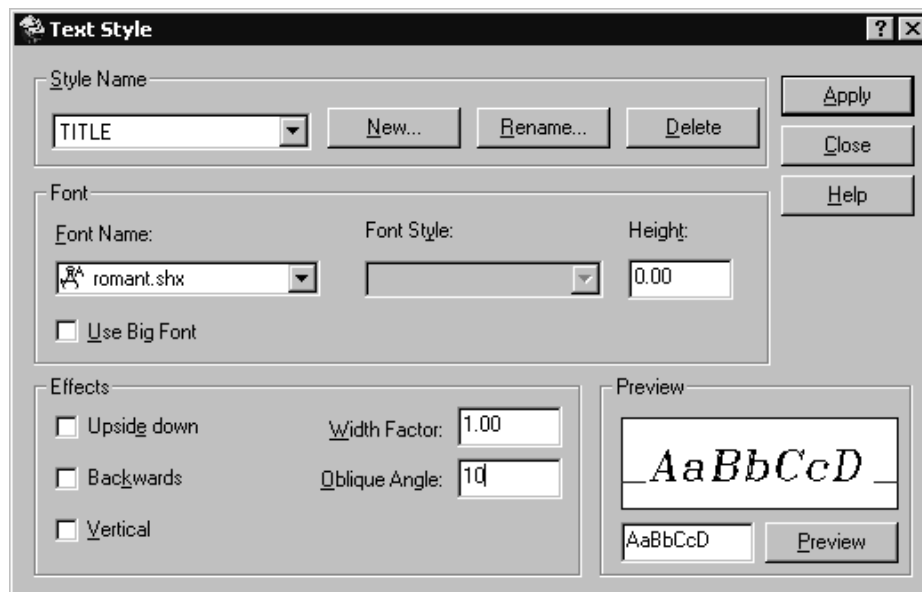 Text Style
Style Name
TITLE
New...
Rename...
Delete
Apply
Close
Help
Font
Font Name:
Font Style:
Height:
romant.shx
0.00
Use Big Font
Effects
Upside down
Width Factor:
1.00
Backwards
Oblique Angle:
10
Vertical
Preview
AaBbCcD
AaBbCcD
Preview